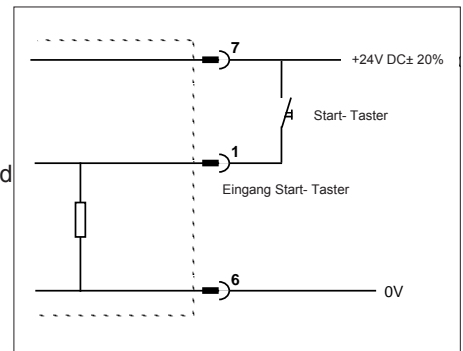 7
+24V DC± 20%
Start- Taster
1
d
Eingang Start- Taster
6
0V